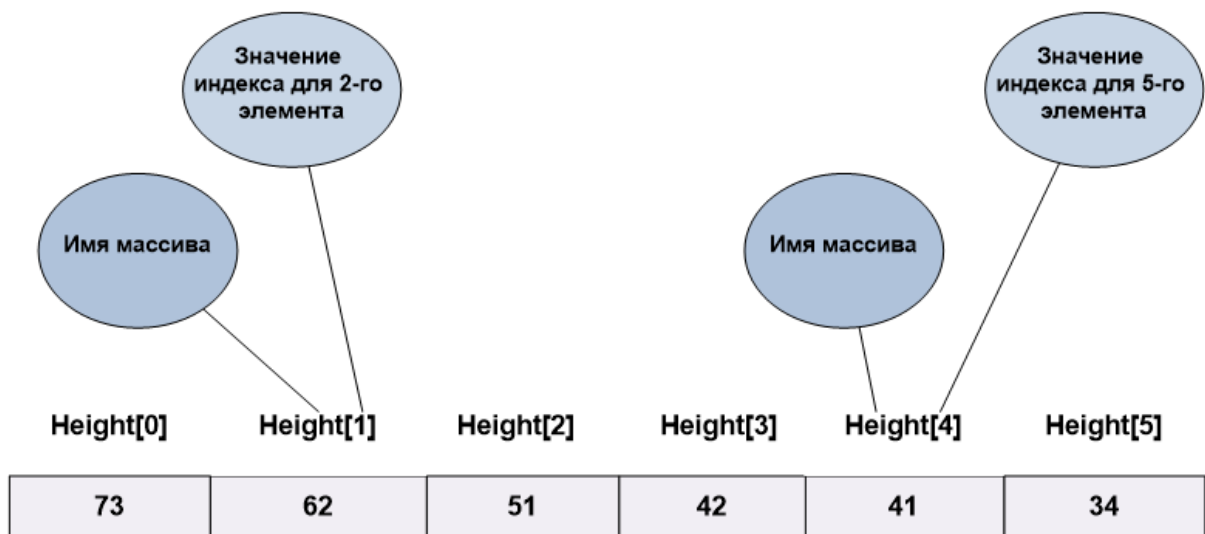 Значение
индекса для 2-го
элемента
Значение
индекса для 5-го
элемента
Имя массива
Имя массива
Height[0] Height[1] Height[2] Height[3] Height[4] Height[5]
73 62 51 42 41 34